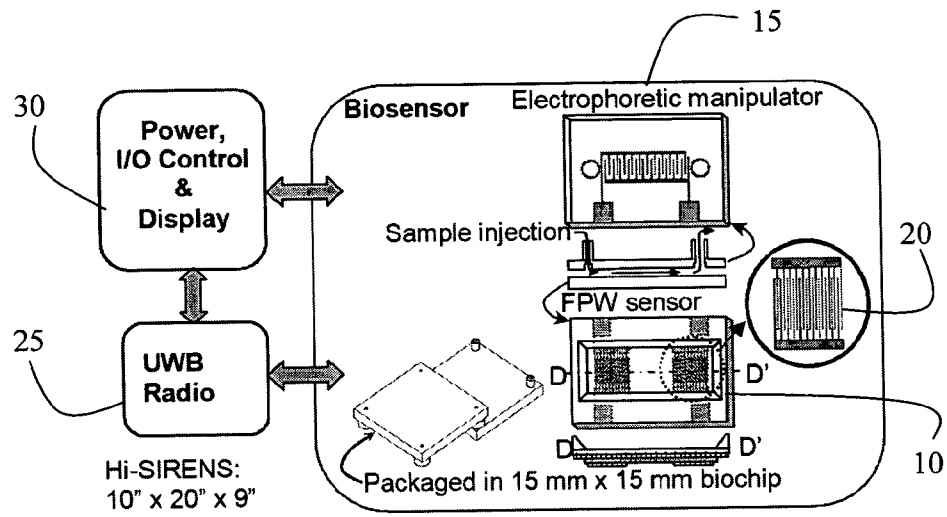 15
30
Power,
I/O Control
&
Display
Biosensor
Electrophoretic manipulator
Sample injection
20
FPW sensor
25
UWB
Radio
D
D'
D
D'
10
Hi-SIRENS:
10" x 20" x 9"
Packaged in 15 mm x 15 mm biochip